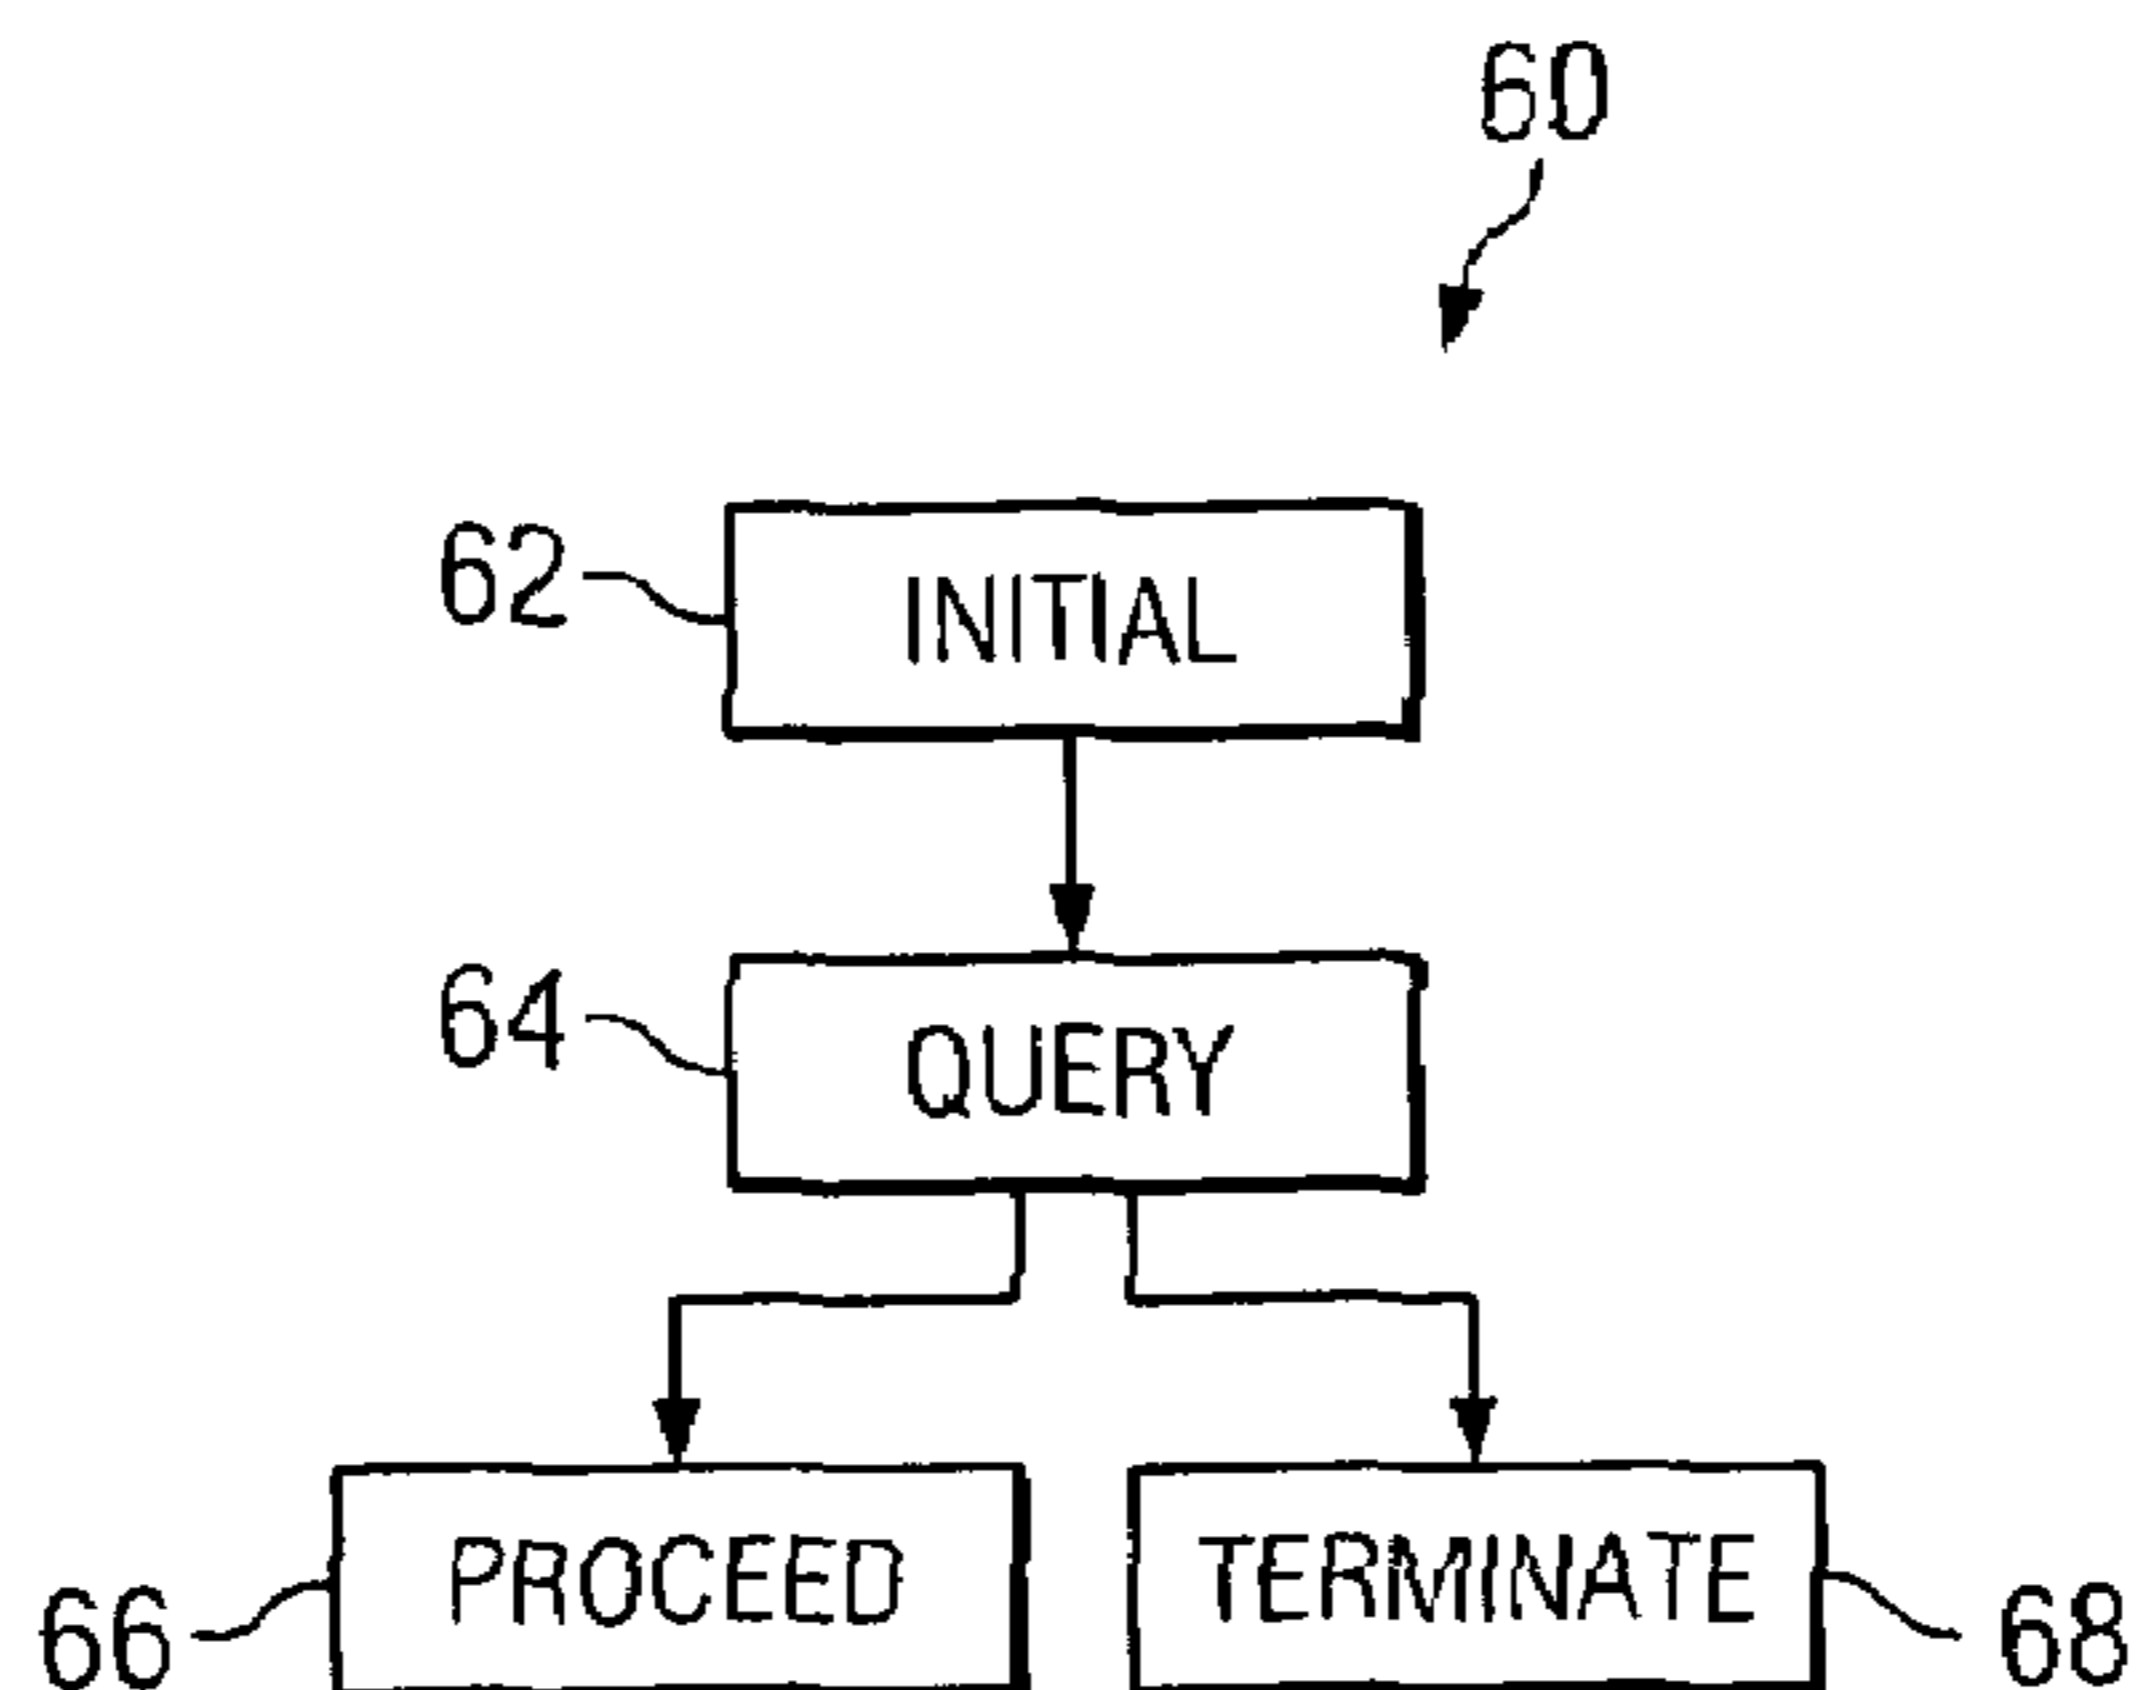 60
62
INITIAL
64
QUERY
PROCEED
TERMINATE
66
68